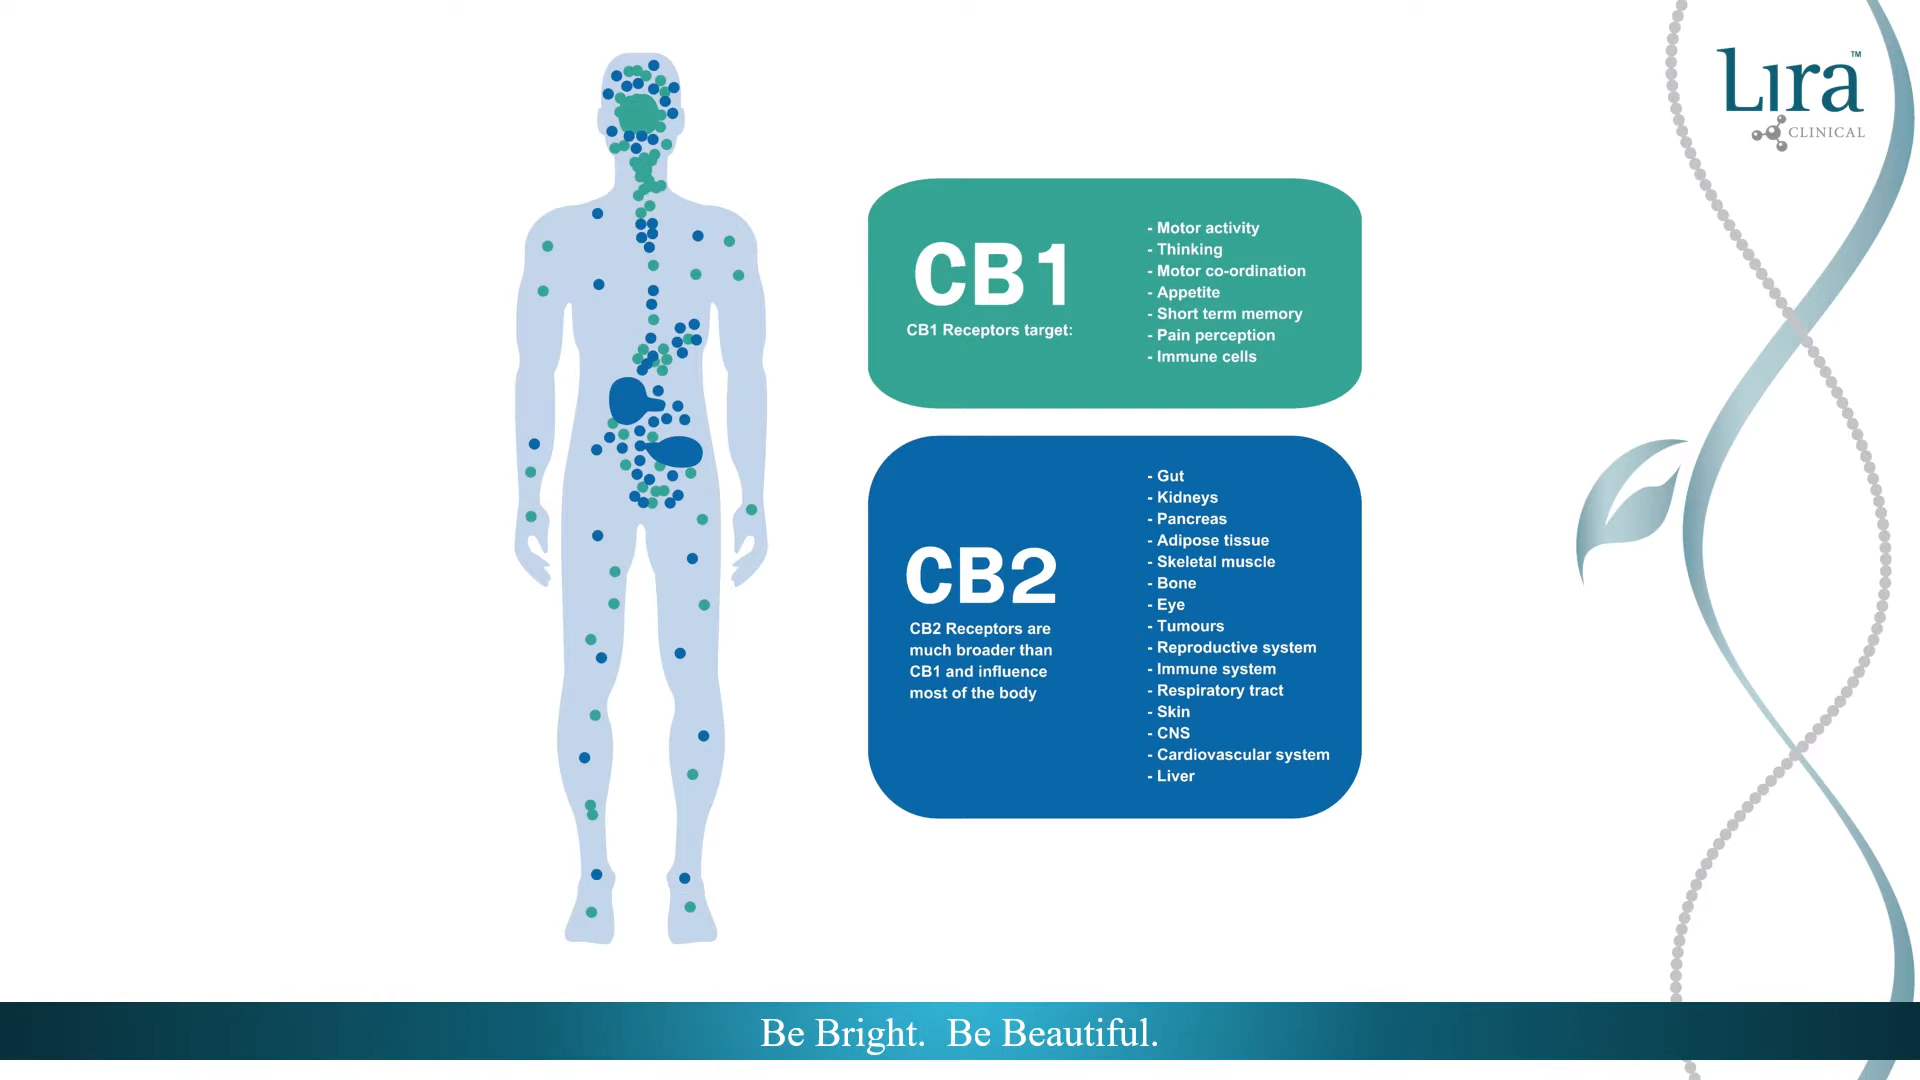 Lira™
CLINICAL
CB1
CB1 Receptors target:
- Motor activity
- Thinking
- Motor co-ordination
- Appetite
- Short term memory
- Pain perception
- Immune cells
CB2
CB2 Receptors are
much broader than
CB1 and influence
most of the body
- Gut
- Kidneys
- Pancreas
- Adipose tissue
- Skeletal muscle
- Bone
- Eye
- Tumours
- Reproductive system
- Immune system
- Respiratory tract
- Skin
- CNS
- Cardiovascular system
- Liver
Be Bright.  Be Beautiful.